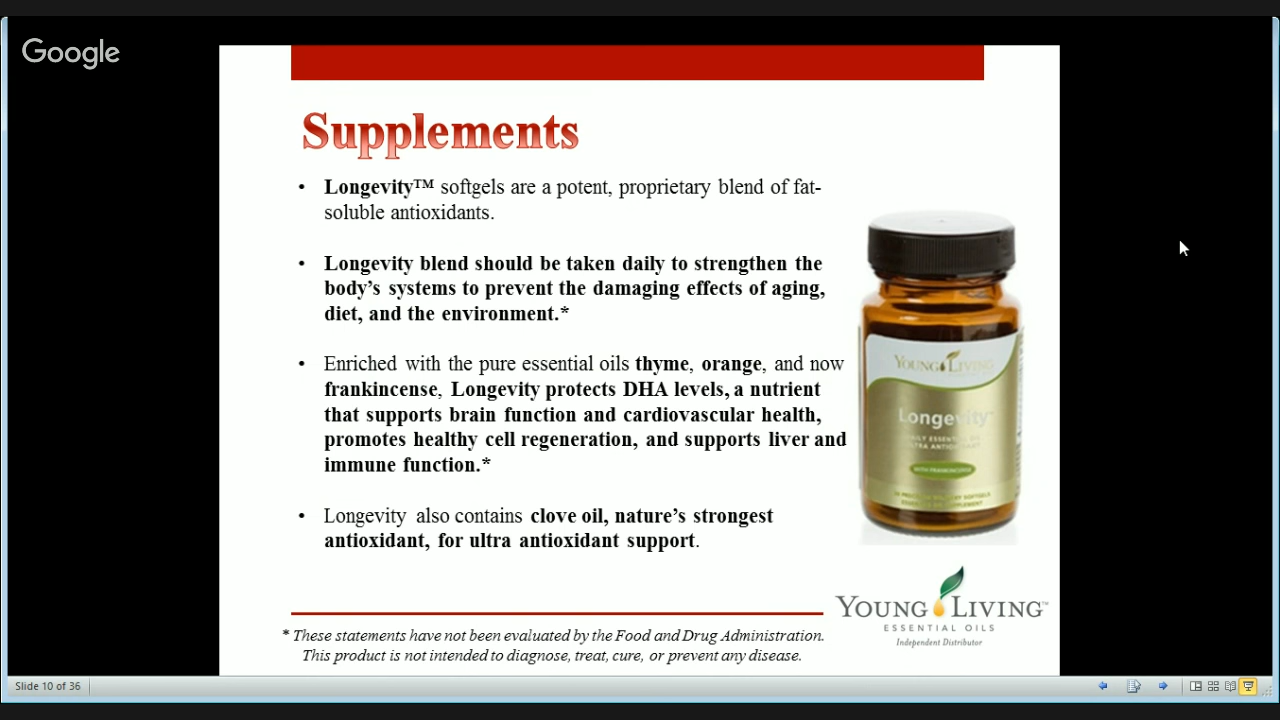 Google
Supplements
• Longevity™ softgels are a potent, proprietary blend of fat-
soluble antioxidants.
• Longevity blend should be taken daily to strengthen the
body's systems to prevent the damaging effects of aging,
diet, and the environment.*
• Enriched with the pure essential oils thyme, orange, and now
frankincense, Longevity protects DHA levels, a nutrient
that supports brain function and cardiovascular health,
promotes healthy cell regeneration, and supports liver and
immune function.*
• Longevity also contains clove oil, nature's strongest
antioxidant, for ultra antioxidant support.
YOUNG LIVING
Longevity™
WITH FRANKINCENSE
YOUNG LIVING™
ESSENTIAL OILS
Independent Distributor
* These statements have not been evaluated by the Food and Drug Administration.
This product is not intended to diagnose, treat, cure, or prevent any disease.
Slide 10 of 36